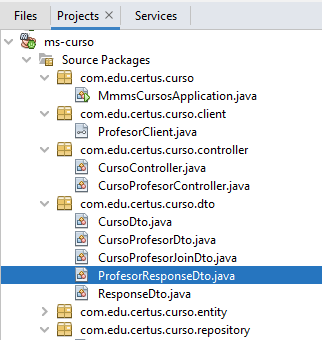 Files Projects Services
ms-curso
Source Packages
com.edu.certus.curso
MmmsCursosApplication.java
com.edu.certus.curso.client
ProfesorClient.java
com.edu.certus.curso.controller
CursoController.java
CursoProfesorController.java
com.edu.certus.curso.dto
CursoDto.java
CursoProfesorDto.java
CursoProfesorJoinDto.java
ProfesorResponseDto.java
ResponseDto.java
com.edu.certus.curso.entity
com.edu.certus.curso.repository